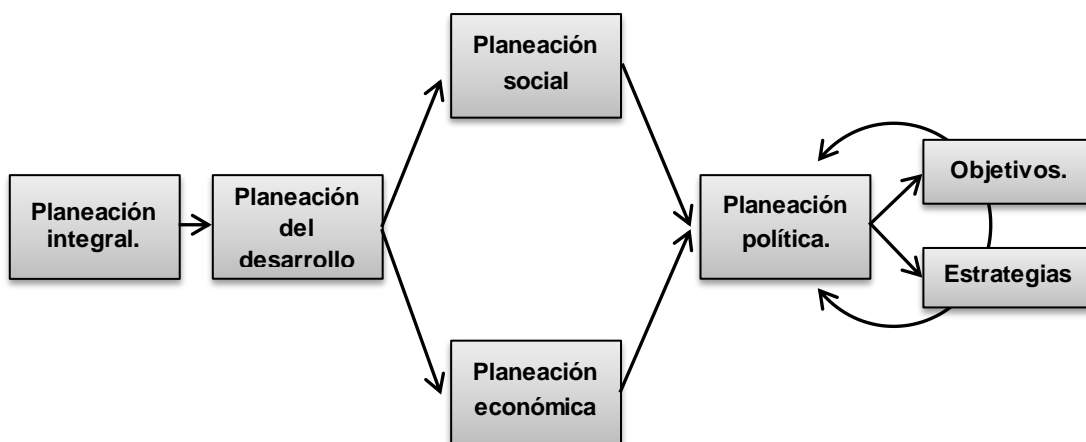 Planeación
integral.
Planeación
del
desarrollo
Planeación
social
Planeación
económica
Planeación
política.
Objetivos.
Estrategias